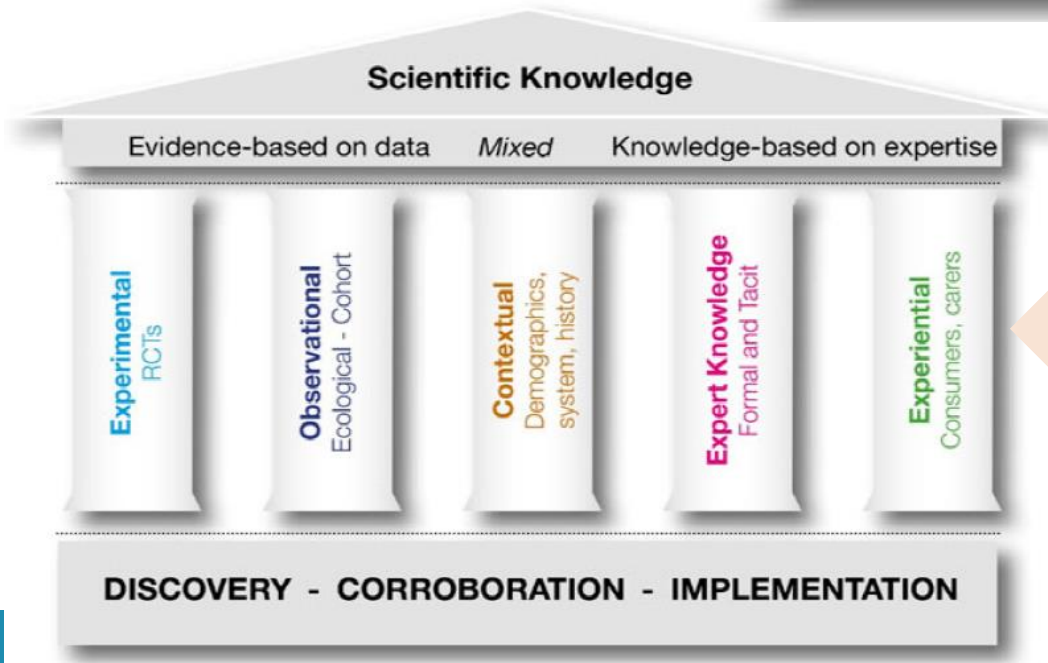 Scientific Knowledge
Evidence-based on data Mixed Knowledge-based on expertise
Experimental
RCTs
Observational
Ecological - Cohort
Contextual
Demographics,
system, history
Expert Knowledge
Formal and Tacit
Experiential
Consumers, carers
DISCOVERY - CORROBORATION - IMPLEMENTATION